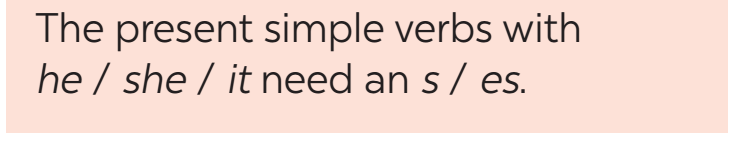 The present simple verbs with
he / she / it need an s / es.